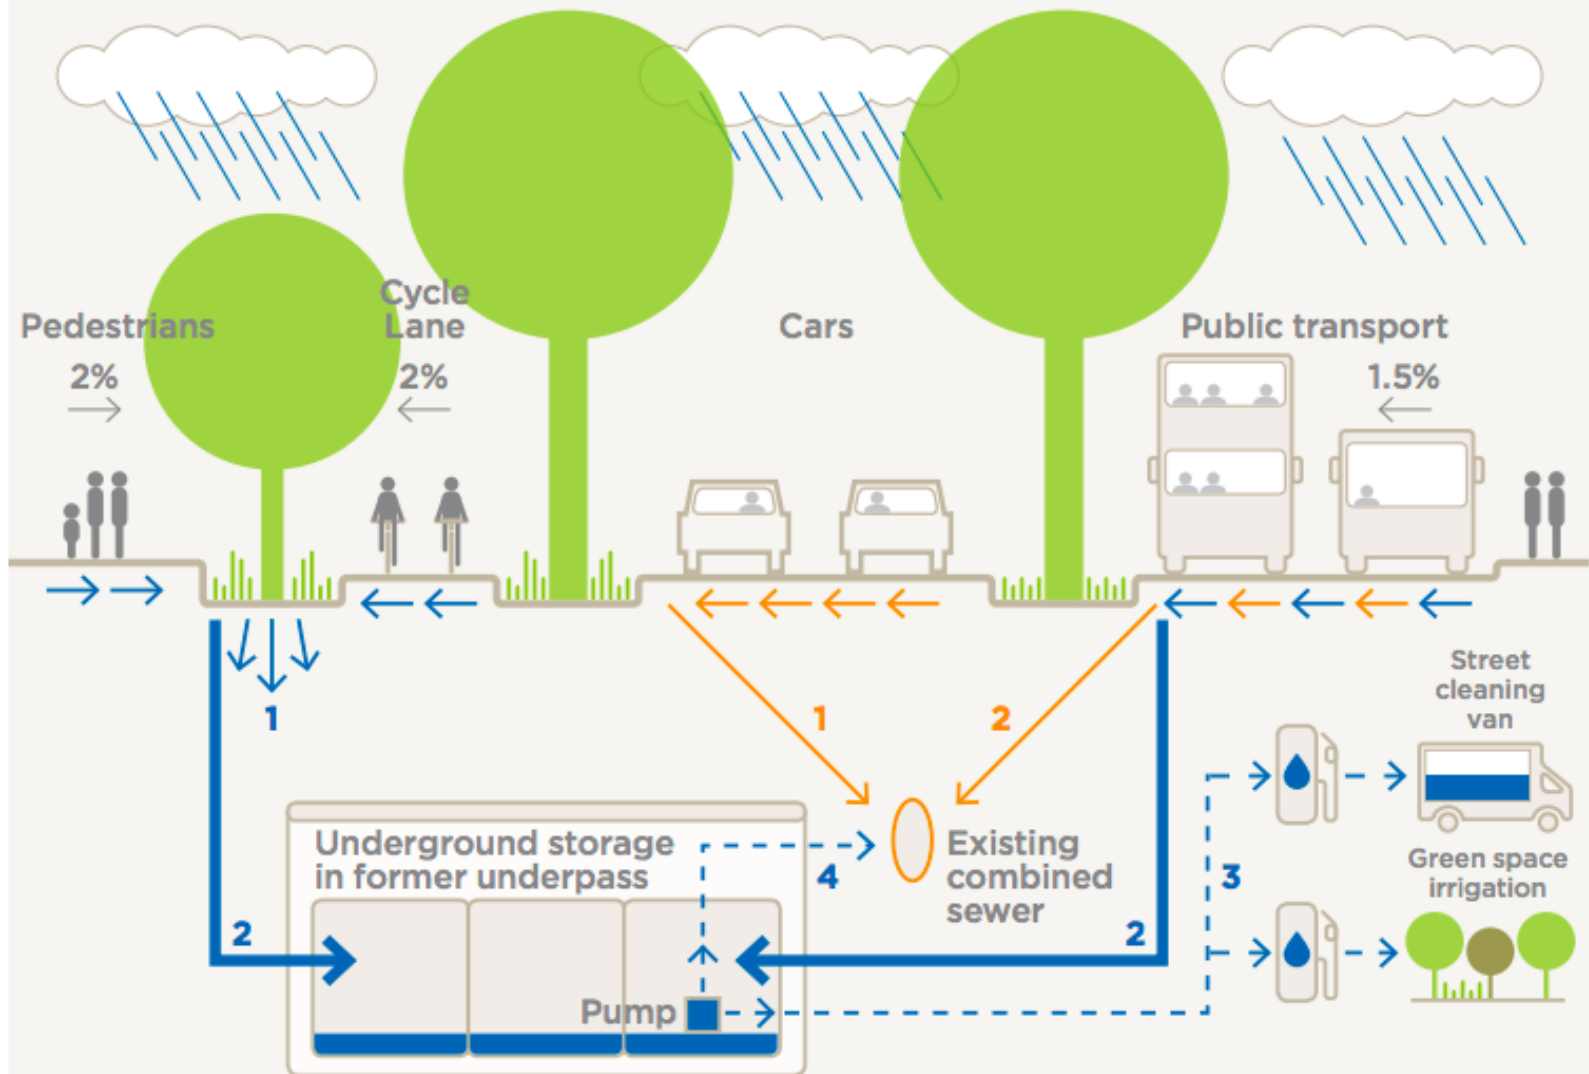 Pedestrians
2%
Cycle
Lane
2%
Cars
Public transport
1.5%
1
1
2
Street
cleaning
van
Underground storage
in former underpass
4
Existing
combined
sewer
3
Green space
irrigation
2
2
Pump